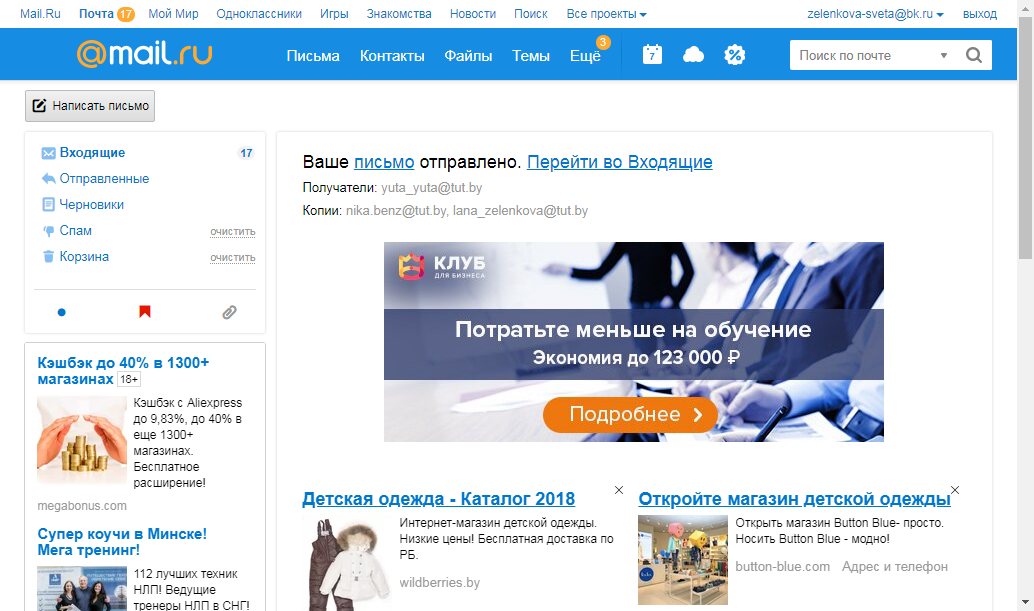 Mail.Ru Почта 17 Мой Мир Одноклассники Игры Знакомства Новости Поиск Все проекты zelenkova-sveta@bk.ru выход
@mail.ru Письма Контакты Файлы Темы Ещё 3 7 % Поиск по почте
Написать письмо
Входящие 17
Отправленные
Черновики
Спам очистить
Корзина очистить
Кэшбэк до 40% в 1300+
магазинах 18+
Кэшбэк с Aliexpress
до 9,83%, до 40% в
еще 1300+
магазинах.
Бесплатное
расширение!
megabonus.com
Супер коучи в Минске!
Мега тренинг!
112 лучших техник
НЛП! Ведущие
тренеры НЛП в СНГ!
Ваше письмо отправлено. Перейти во Входящие
Получатели: yuta_yuta@tut.by
Копии: nika.benz@tut.by, lana_zelenkova@tut.by
КЛУБ
ДЛЯ БИЗНЕСА
Потратьте меньше на обучение
Экономия до 123 000 ₽
Подробнее
Детская одежда - Каталог 2018
Интернет-магазин детской одежды.
Низкие цены! Бесплатная доставка по
РБ.
wildberries.by
Откройте магазин детской одежды
Открыть магазин Button Blue- просто.
Носить Button Blue - модно!
button-blue.com Адрес и телефон